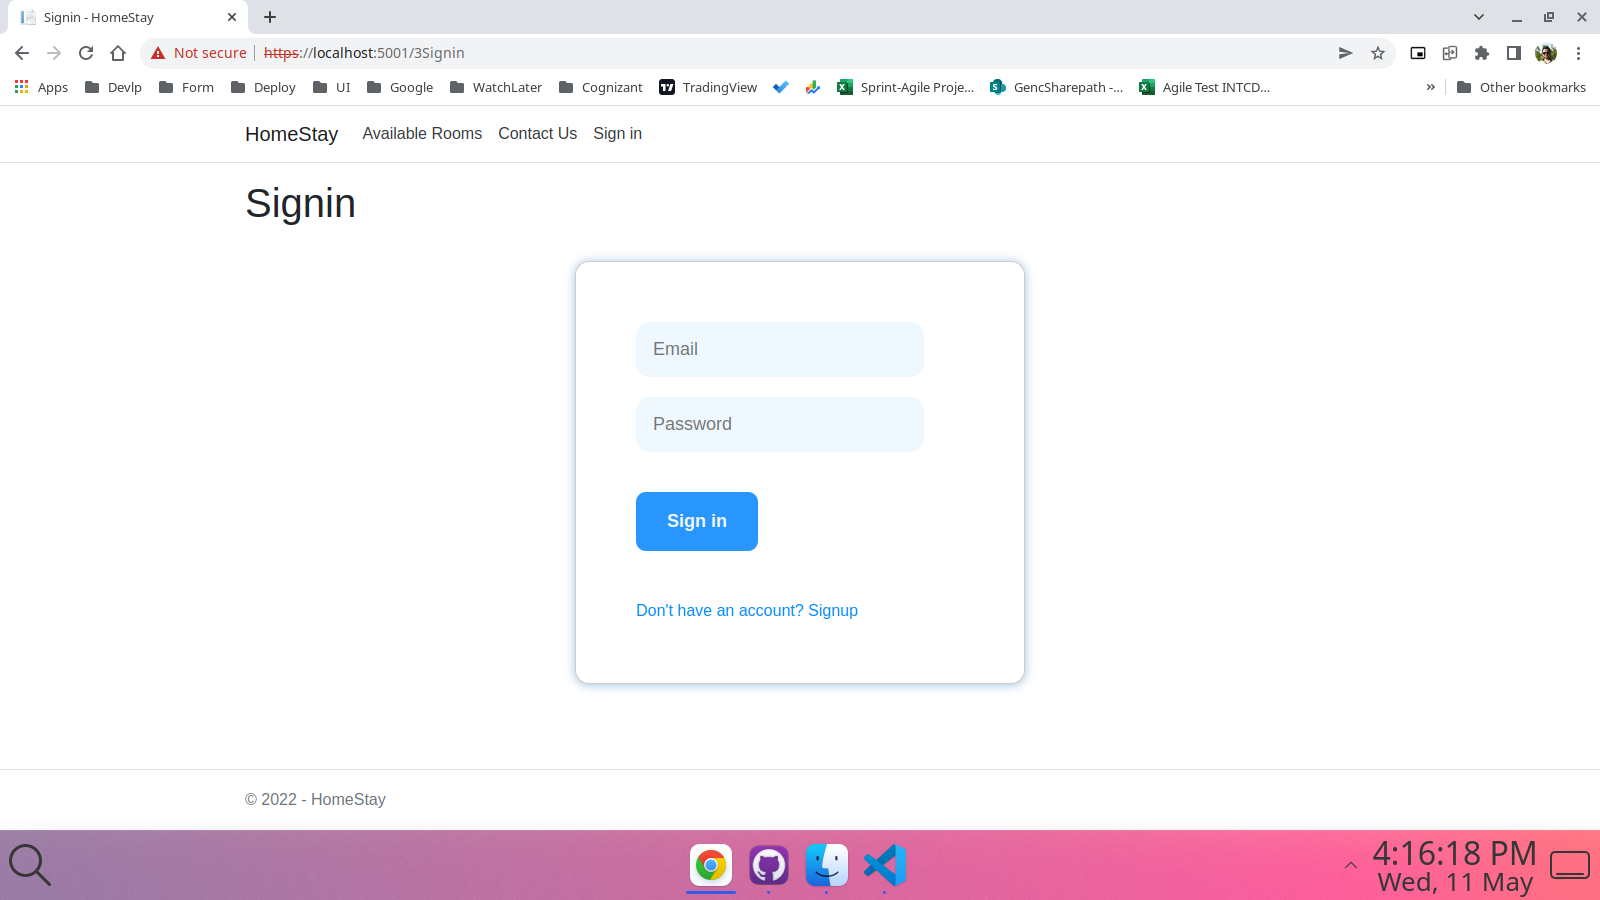 Signin - HomeStay
Not secure https://localhost:5001/3Signin
Apps Devlp Form Deploy UI Google WatchLater Cognizant TradingView Sprint-Agile Proje... GencSharepath -... Agile Test INTCD... » Other bookmarks
HomeStay Available Rooms Contact Us Sign in
Signin
Email
Password
Sign in
Don't have an account? Signup
© 2022 - HomeStay
4:16:18 PM
Wed, 11 May